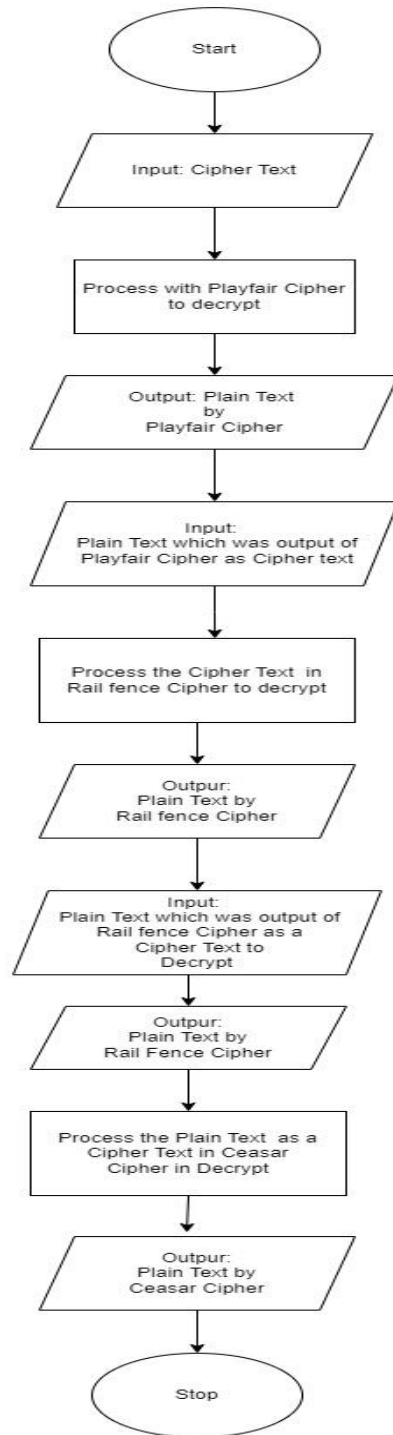 Start
Input: Cipher Text
Process with Playfair Cipher
to decrypt
Output: Plain Text
by
Playfair Cipher
Input:
Plain Text which was output of
Playfair Cipher as Cipher text
Process the Cipher Text in
Rail fence Cipher to decrypt
Outpur:
Plain Text by
Rail fence Cipher
Input:
Plain Text which was output of
Rail fence Cipher as a
Cipher Text to
Decrypt
Outpur:
Plain Text by
Rail Fence Cipher
Process the Plain Text as a
Cipher Text in Ceasar
Cipher in Decrypt
Outpur:
Plain Text by
Ceasar Cipher
Stop